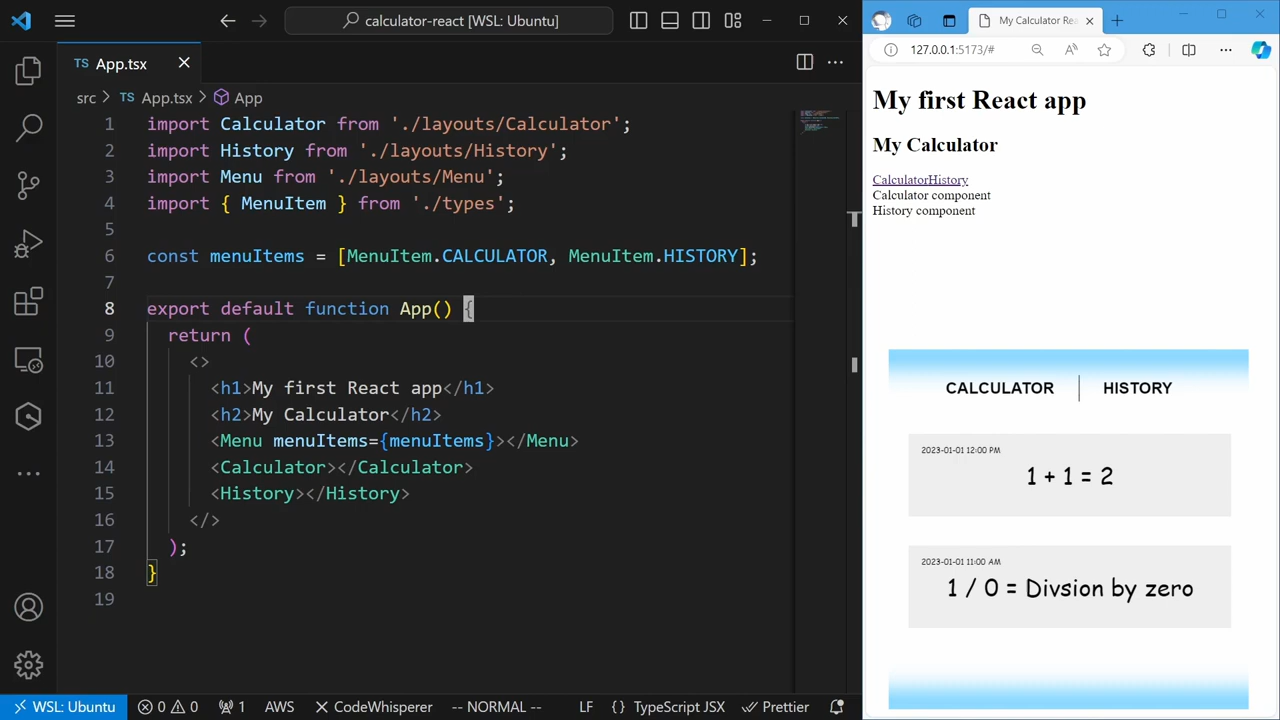 calculator-react [WSL: Ubuntu]
TS App.tsx
src > TS App.tsx > App
1 import Calculator from './layouts/Calculator';
2 import History from './layouts/History';
3 import Menu from './layouts/Menu';
4 import { MenuItem } from './types';
5
6 const menuItems = [MenuItem.CALCULATOR, MenuItem.HISTORY];
7
8 export default function App() {
9 return (
10 <>
11 <h1>My first React app</h1>
12 <h2>My Calculator</h2>
13 <Menu menuItems={menuItems}></Menu>
14 <Calculator></Calculator>
15 <History></History>
16 </>
17 );
18 }
19
WSL: Ubuntu 0 0 1 AWS CodeWhisperer -- NORMAL -- LF {} TypeScript JSX Prettier
My Calculator Rea
127.0.0.1:5173/#
My first React app
My Calculator
CalculatorHistory
Calculator component
History component
CALCULATOR | HISTORY
2023-01-01 12:00 PM
1 + 1 = 2
2023-01-01 11:00 AM
1 / 0 = Divsion by zero